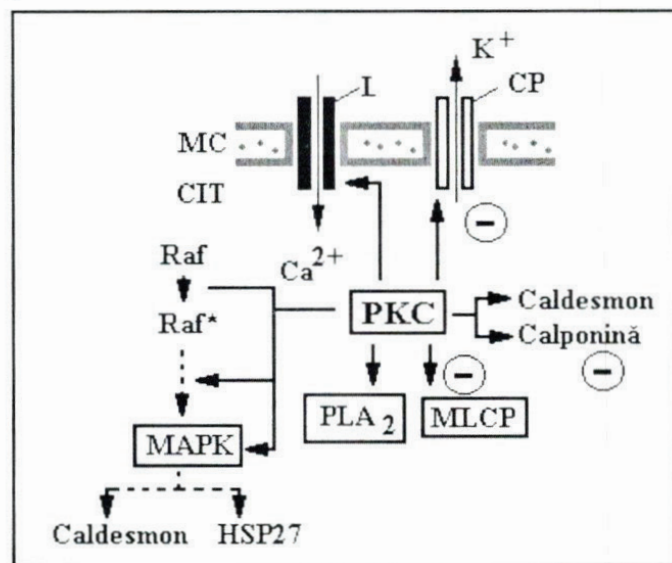 K+
L
CP
MC
CIT
Ca2+
Raf
Raf*
PKC
Caldesmon
Calponină
−
−
−
PLA2
MLCP
MAPK
Caldesmon
HSP27